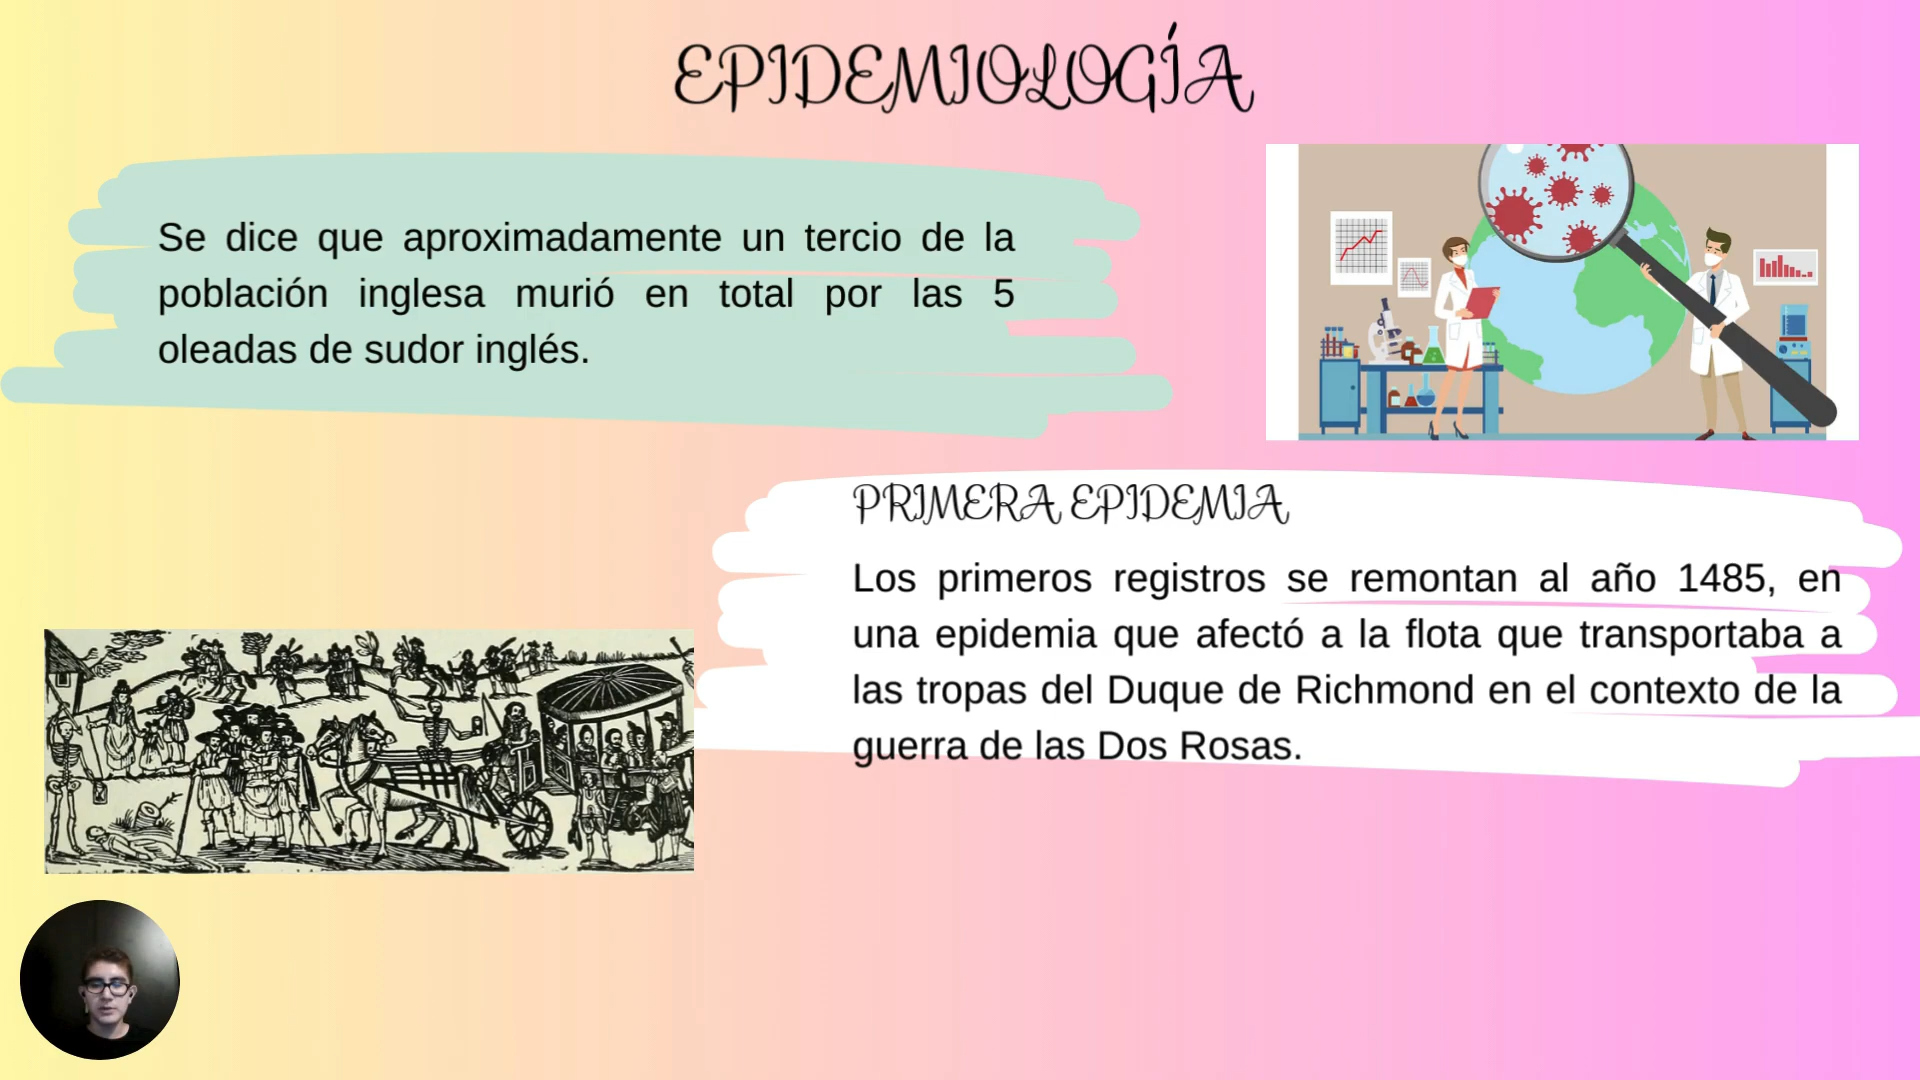 EPIDEMIOLOGÍA
Se dice que aproximadamente un tercio de la
población inglesa murió en total por las 5
oleadas de sudor inglés.
PRIMERA EPIDEMIA
Los primeros registros se remontan al año 1485, en
una epidemia que afectó a la flota que transportaba a
las tropas del Duque de Richmond en el contexto de la
guerra de las Dos Rosas.